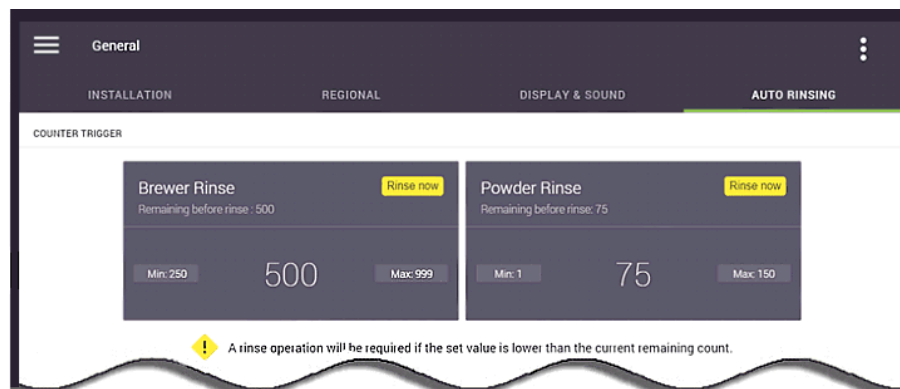 General
INSTALLATION REGIONAL DISPLAY & SOUND AUTO RINSING
COUNTER TRIGGER
Brewer Rinse Rinse now Powder Rinse Rinse now
Remaining before rinse : 500 Remaining before rinse: 75
Min: 250 500 Max: 999 Min: 1 75 Max: 150
! A rinse operation will be required if the set value is lower than the current remaining count.